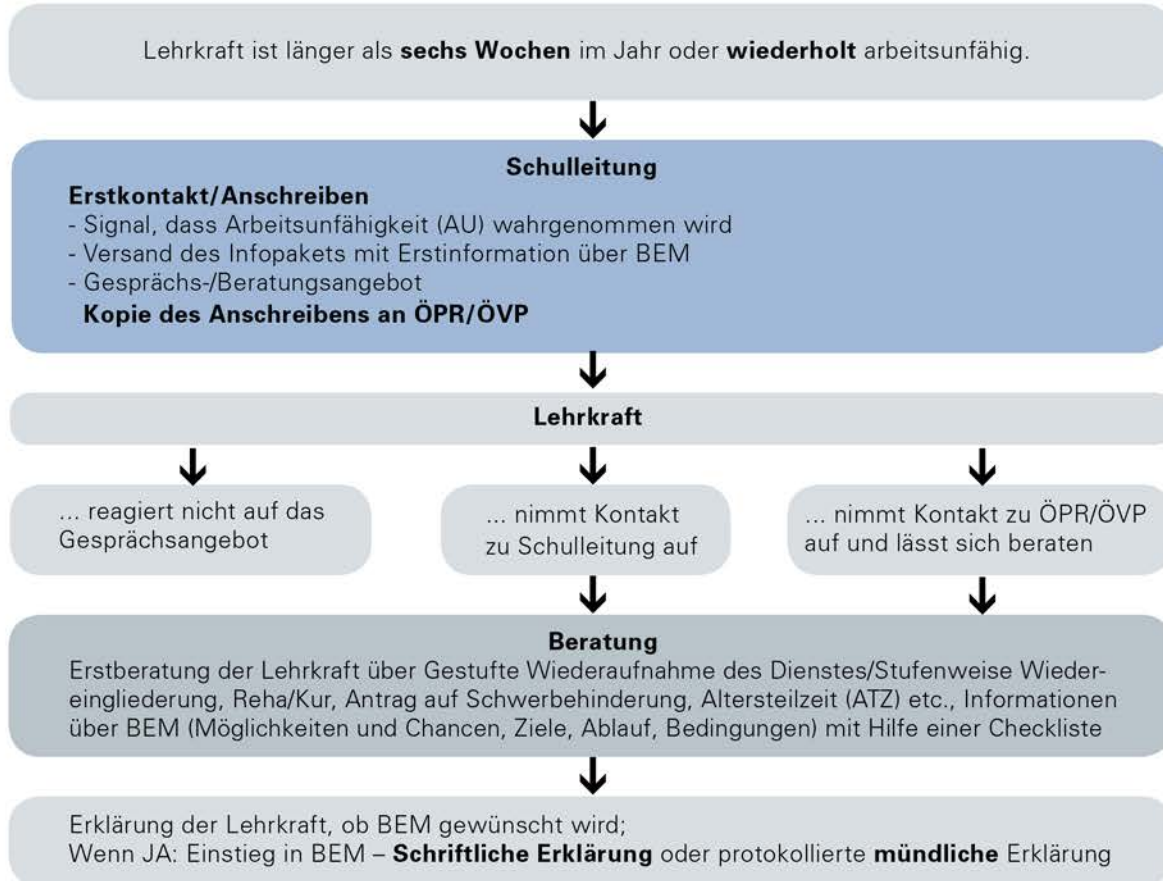 Lehrkraft ist länger als sechs Wochen im Jahr oder wiederholt arbeitsunfähig.
Schulleitung
Erstkontakt/Anschreiben
- Signal, dass Arbeitsunfähigkeit (AU) wahrgenommen wird
- Versand des Infopakets mit Erstinformation über BEM
- Gesprächs-/Beratungsangebot
Kopie des Anschreibens an ÖPR/ÖVP
Lehrkraft
... reagiert nicht auf das
Gesprächsangebot
... nimmt Kontakt
zu Schulleitung auf
... nimmt Kontakt zu ÖPR/ÖVP
auf und lässt sich beraten
Beratung
Erstberatung der Lehrkraft über Gestufte Wiederaufnahme des Dienstes/Stufenweise Wieder-
eingliederung, Reha/Kur, Antrag auf Schwerbehinderung, Altersteilzeit (ATZ) etc., Informationen
über BEM (Möglichkeiten und Chancen, Ziele, Ablauf, Bedingungen) mit Hilfe einer Checkliste
Erklärung der Lehrkraft, ob BEM gewünscht wird;
Wenn JA: Einstieg in BEM – Schriftliche Erklärung oder protokollierte mündliche Erklärung